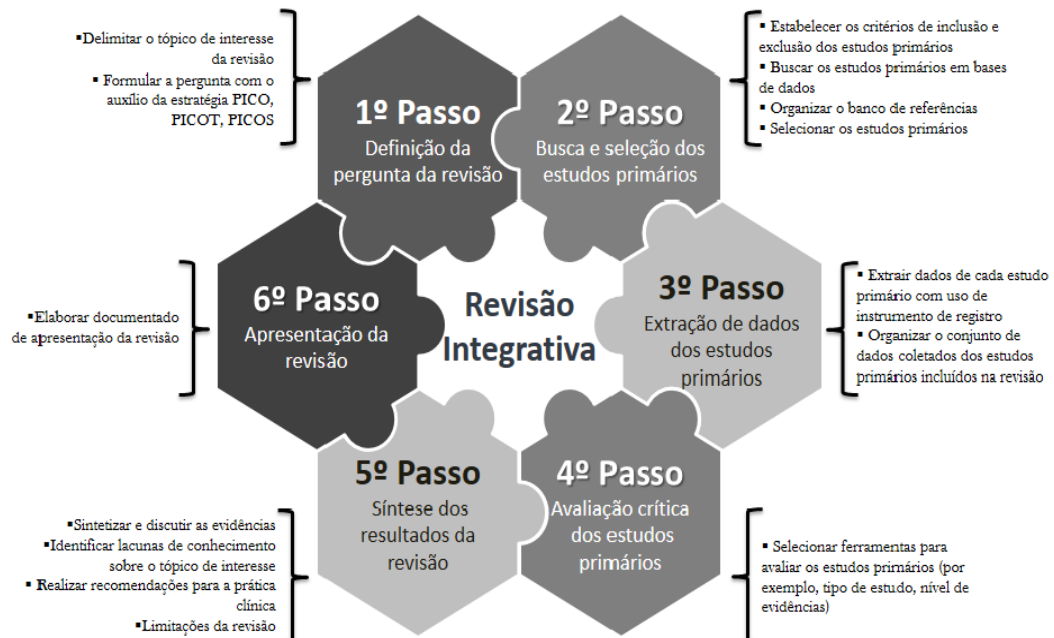 ▪Delimitar o tópico de interesse
da revisão
▪ Formular a pergunta com o
auxílio da estratégia PICO,
PICOT, PICOS
1º Passo
Definição da
pergunta da revisão
2º Passo
Busca e seleção dos
estudos primários
▪ Estabelecer os critérios de inclusão e
exclusão dos estudos primários
▪ Buscar os estudos primários em bases
de dados
▪ Organizar o banco de referências
▪ Selecionar os estudos primários
▪Elaborar documentado
de apresentação da revisão
6º Passo
Apresentação da
revisão
Revisão
Integrativa
3º Passo
Extração de dados
dos estudos
primários
▪ Extrair dados de cada estudo
primário com uso de
instrumento de registro
▪ Organizar o conjunto de
dados coletados dos estudos
primários incluídos na revisão
▪Sintetizar e discutir as evidências
▪Identificar lacunas de conhecimento
sobre o tópico de interesse
▪ Realizar recomendações para a prática
clínica
▪Limitações da revisão
5º Passo
Síntese dos
resultados da
revisão
4º Passo
Avaliação crítica
dos estudos
primários
▪ Selecionar ferramentas para
avaliar os estudos primários (por
exemplo, tipo de estudo, nível de
evidências)